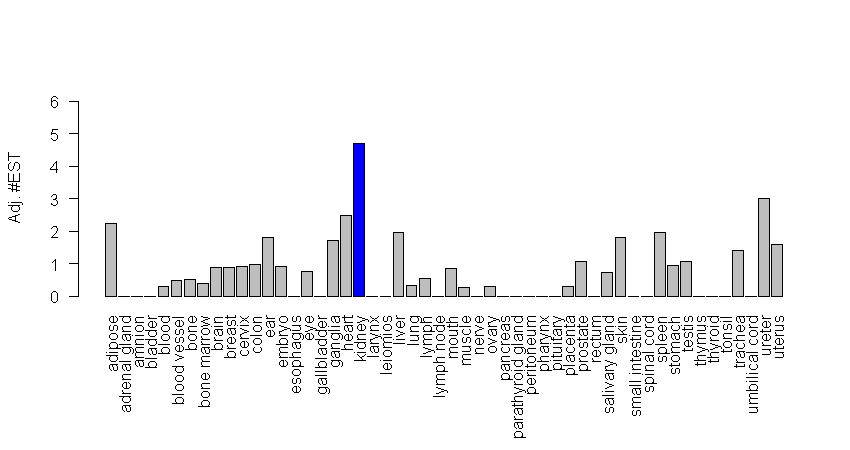 Adj. #EST
6
5
4
3
2
1
0
adipose
adrenal gland
amnion
bladder
blood
blood vessel
bone
bone marrow
brain
breast
cervix
colon
ear
embryo
esophagus
eye
gallbladder
ganglia
heart
kidney
larynx
leiomios
liver
lung
lymph
lymph node
mouth
muscle
nerve
ovary
pancreas
parathyroid gland
peritoneum
pharynx
pituitary
placenta
prostate
rectum
salivary gland
skin
small intestine
spinal cord
spleen
stomach
testis
thymus
thyroid
tonsil
trachea
umbilical cord
ureter
uterus